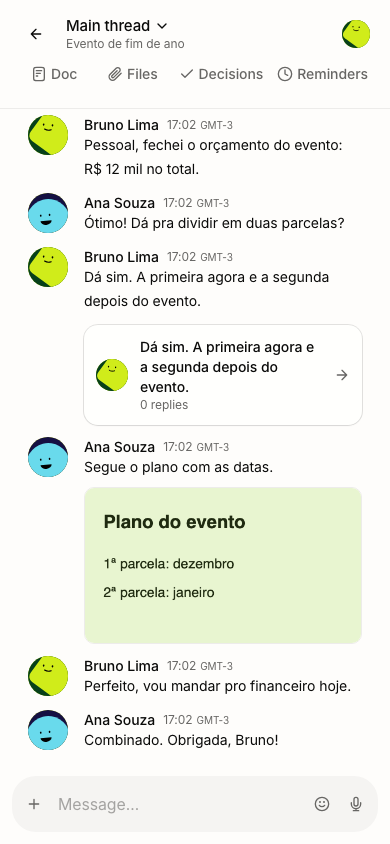 Main thread
Evento de fim de ano
Doc
Files
Decisions
Reminders
Bruno Lima 17:02 GMT-3
Pessoal, fechei o orçamento do evento:
R$ 12 mil no total.
Ana Souza 17:02 GMT-3
Ótimo! Dá pra dividir em duas parcelas?
Bruno Lima 17:02 GMT-3
Dá sim. A primeira agora e a segunda
depois do evento.
Dá sim. A primeira agora e
a segunda depois do
evento.
0 replies
Ana Souza 17:02 GMT-3
Segue o plano com as datas.
Plano do evento
1ª parcela: dezembro
2ª parcela: janeiro
Bruno Lima 17:02 GMT-3
Perfeito, vou mandar pro financeiro hoje.
Ana Souza 17:02 GMT-3
Combinado. Obrigada, Bruno!
Message...